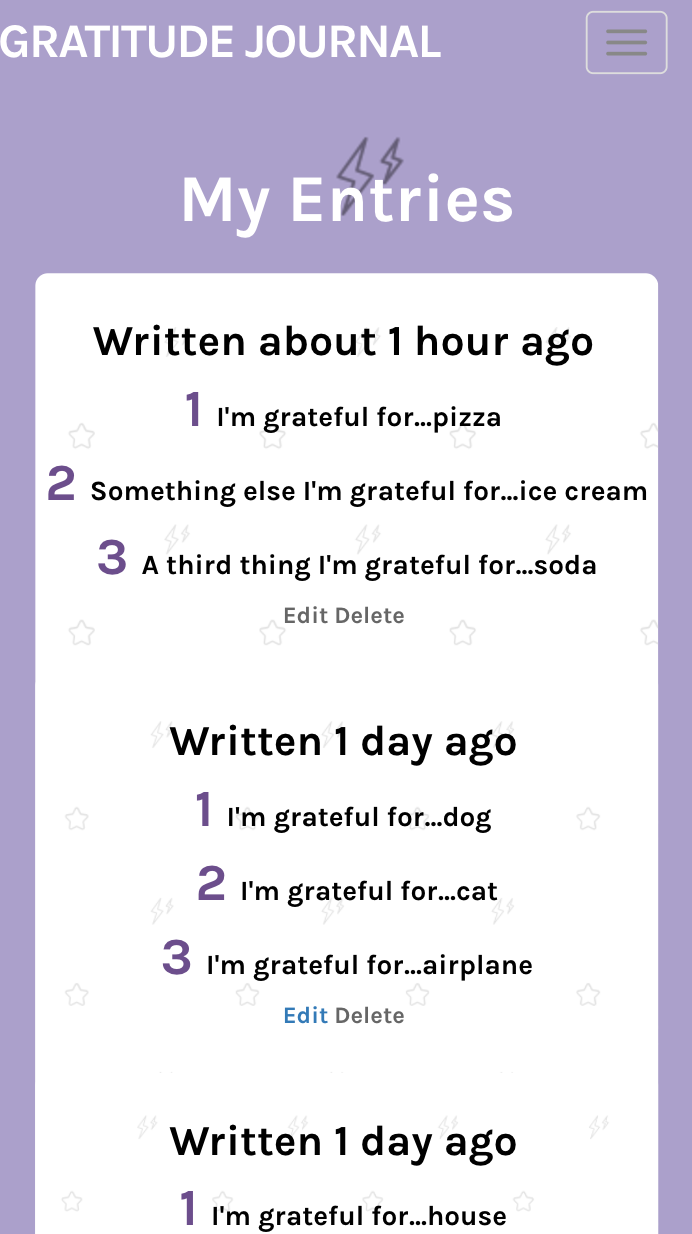 GRATITUDE JOURNAL
My Entries
Written about 1 hour ago
1 I'm grateful for...pizza
2 Something else I'm grateful for...ice cream
3 A third thing I'm grateful for...soda
Edit Delete
Written 1 day ago
1 I'm grateful for...dog
2 I'm grateful for...cat
3 I'm grateful for...airplane
Edit Delete
Written 1 day ago
1 I'm grateful for...house